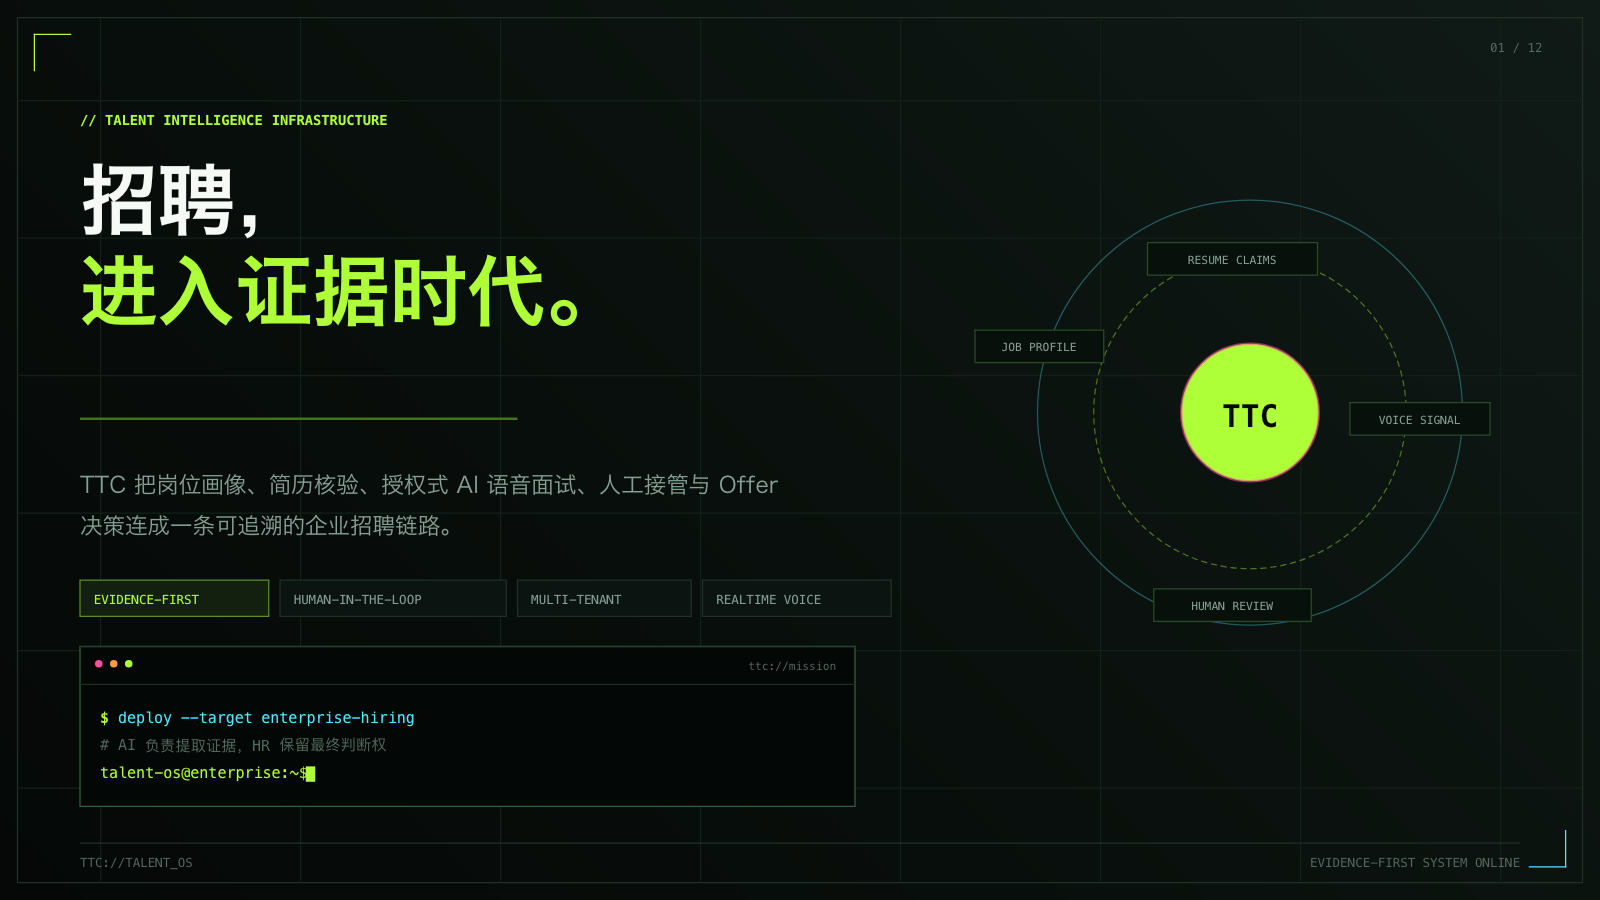 01 / 12
// TALENT INTELLIGENCE INFRASTRUCTURE
招聘，
进入证据时代。
TTC 把岗位画像、简历核验、授权式 AI 语音面试、人工接管与 Offer
决策连成一条可追溯的企业招聘链路。
EVIDENCE-FIRST
HUMAN-IN-THE-LOOP
MULTI-TENANT
REALTIME VOICE
ttc://mission
$ deploy --target enterprise-hiring
# AI 负责提取证据，HR 保留最终判断权
talent-os@enterprise:~$
RESUME CLAIMS
JOB PROFILE
TTC
VOICE SIGNAL
HUMAN REVIEW
TTC://TALENT_OS
EVIDENCE-FIRST SYSTEM ONLINE